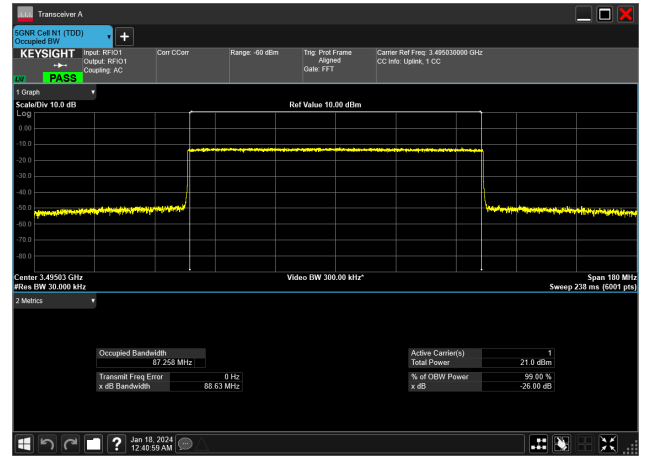 Transceiver A
5GNR Cell N1 (TDD)
Occupied BW
KEYSIGHT
LXI
PASS
Input: RFIO1
Output: RFIO1
Coupling: AC
Corr CCorr
Range: -60 dBm
Trig: Prot Frame
Aligned
Gate: FFT
Carrier Ref Freq: 3.495030000 GHz
CC Info: Uplink, 1 CC
1 Graph
Scale/Div 10.0 dB
Ref Value 10.00 dBm
Log
0.00
-10.0
-20.0
-30.0
-40.0
-50.0
-60.0
-70.0
-80.0
Center 3.49503 GHz
Video BW 300.00 kHz*
Span 180 MHz
#Res BW 30.000 kHz
Sweep 238 ms (6001 pts)
2 Metrics
Occupied Bandwidth
87.258 MHz
Transmit Freq Error 0 Hz
x dB Bandwidth 88.63 MHz
Active Carrier(s) 1
Total Power 21.0 dBm
% of OBW Power 99.00 %
x dB -26.00 dB
?
Jan 18, 2024
12:40:59 AM